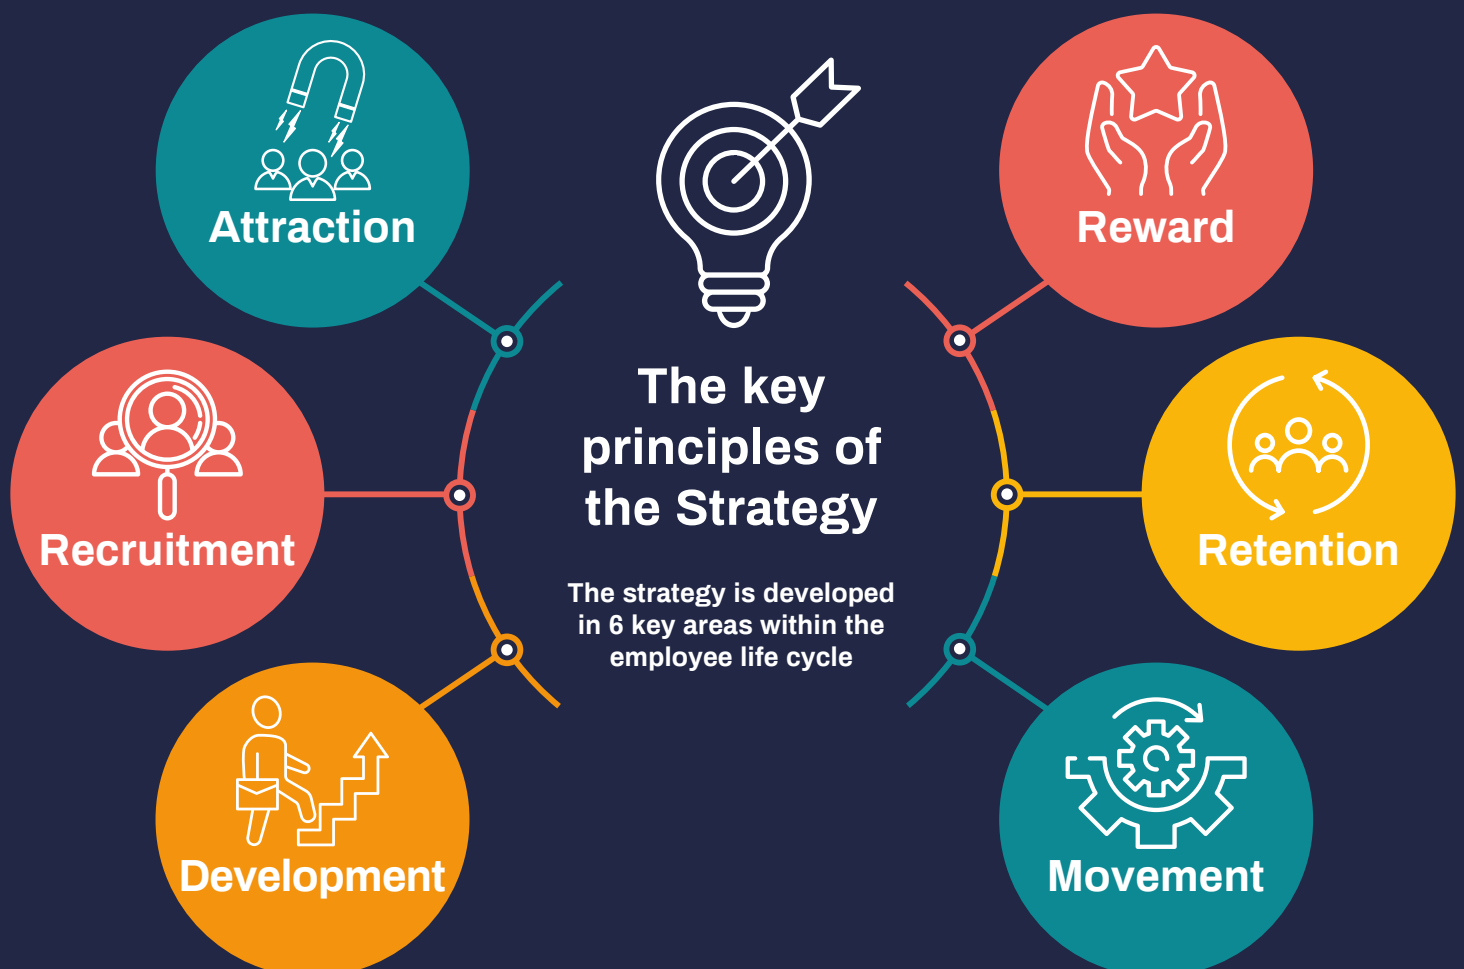 Attraction
Recruitment
Development
The key
principles of
the Strategy
The strategy is developed
in 6 key areas within the
employee life cycle
Reward
Retention
Movement